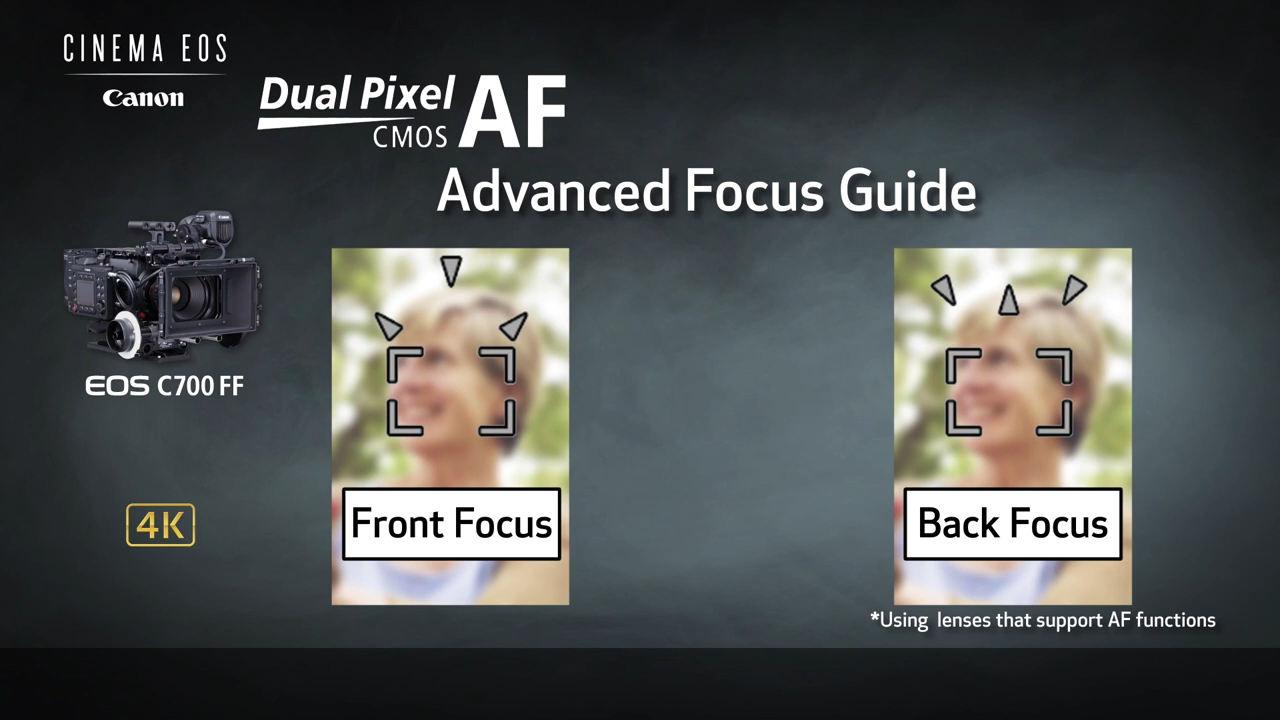 CINEMA EOS
Canon
Dual Pixel
CMOS AF
Advanced Focus Guide
EOS C700 FF
4K
Front Focus
Back Focus
*Using lenses that support AF functions